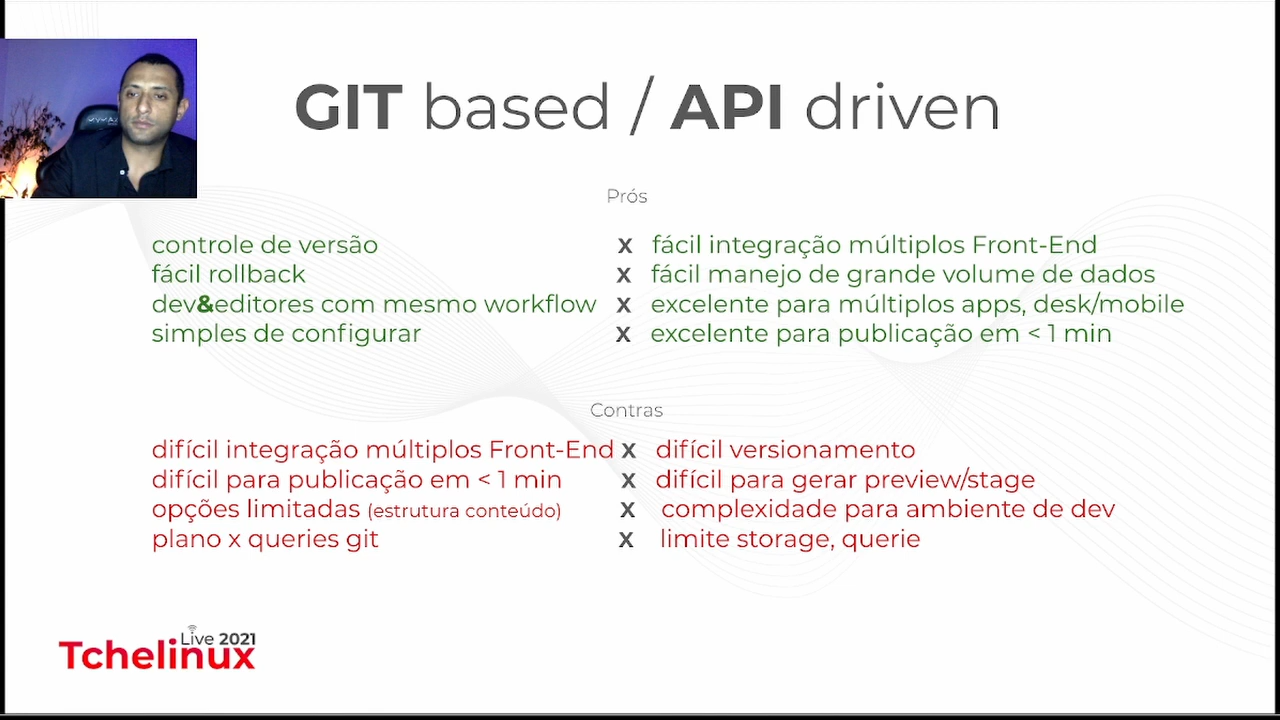 GIT based / API driven
Prós
controle de versão x fácil integração múltiplos Front-End
fácil rollback x fácil manejo de grande volume de dados
dev&editores com mesmo workflow x excelente para múltiplos apps, desk/mobile
simples de configurar x excelente para publicação em < 1 min
Contras
difícil integração múltiplos Front-End x difícil versionamento
difícil para publicação em < 1 min x difícil para gerar preview/stage
opções limitadas (estrutura conteúdo) x complexidade para ambiente de dev
plano x queries git x limite storage, querie
Live 2021
Tchelinux